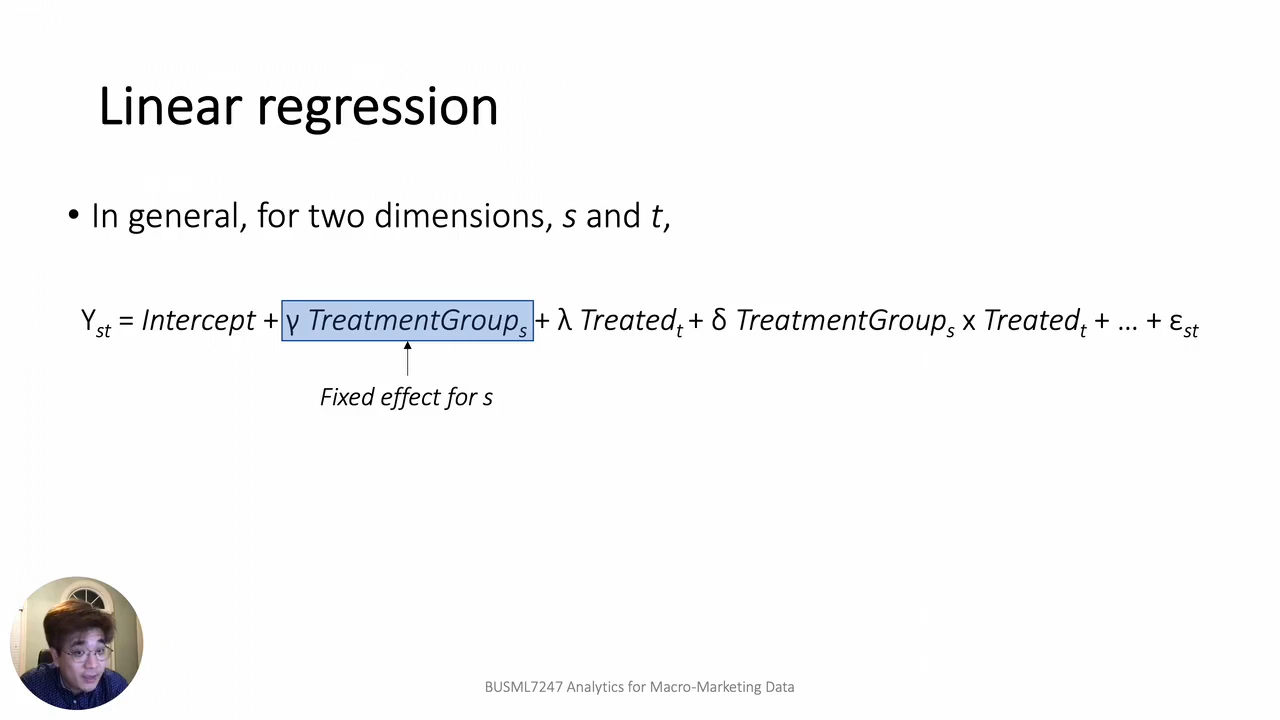 Linear regression
• In general, for two dimensions, s and t,
Yst = Intercept + γ TreatmentGroups + λ Treatedt + δ TreatmentGroups x Treatedt + … + εst
Fixed effect for s
BUSML7247 Analytics for Macro-Marketing Data